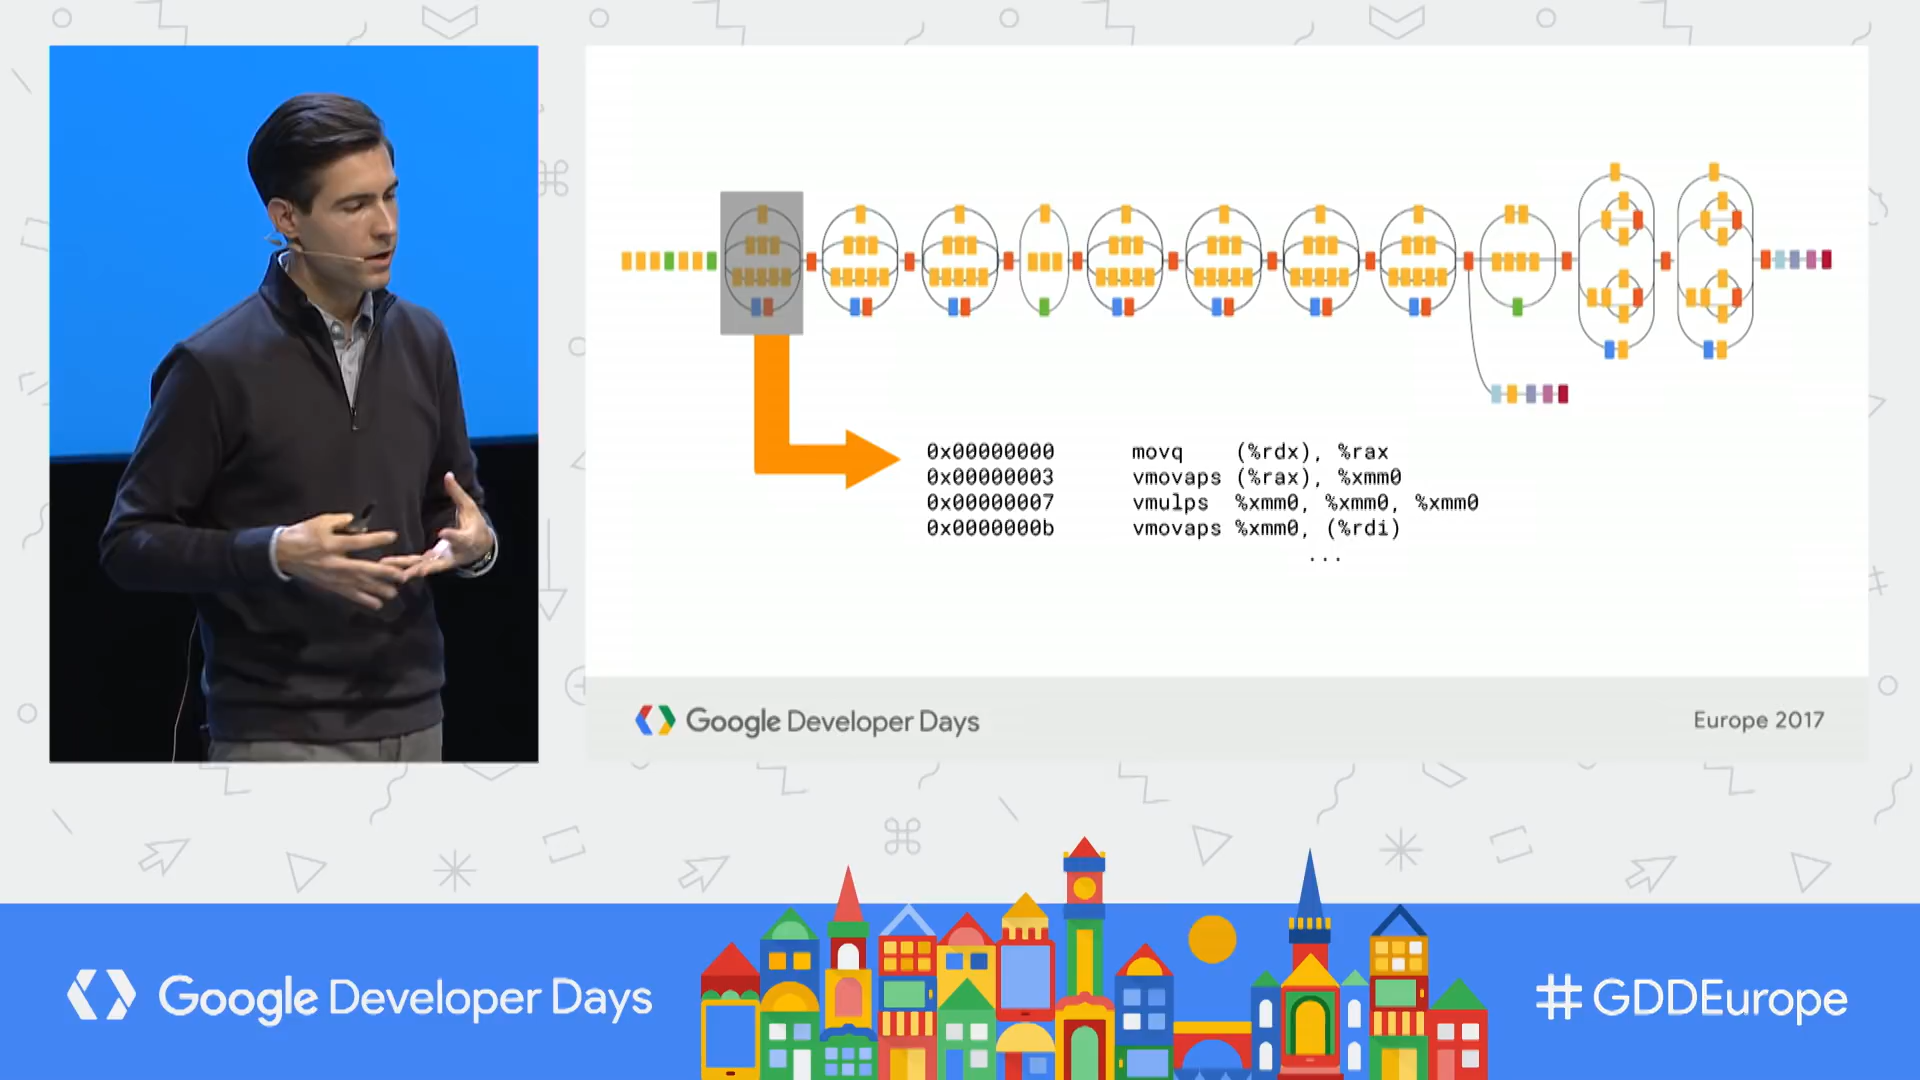 0x00000000 movq (%rdx), %rax
0x00000003 vmovaps (%rax), %xmm0
0x00000007 vmulps %xmm0, %xmm0, %xmm0
0x0000000b vmovaps %xmm0, (%rdi)
...
Google Developer Days
Europe 2017
Google Developer Days
#GDDEurope